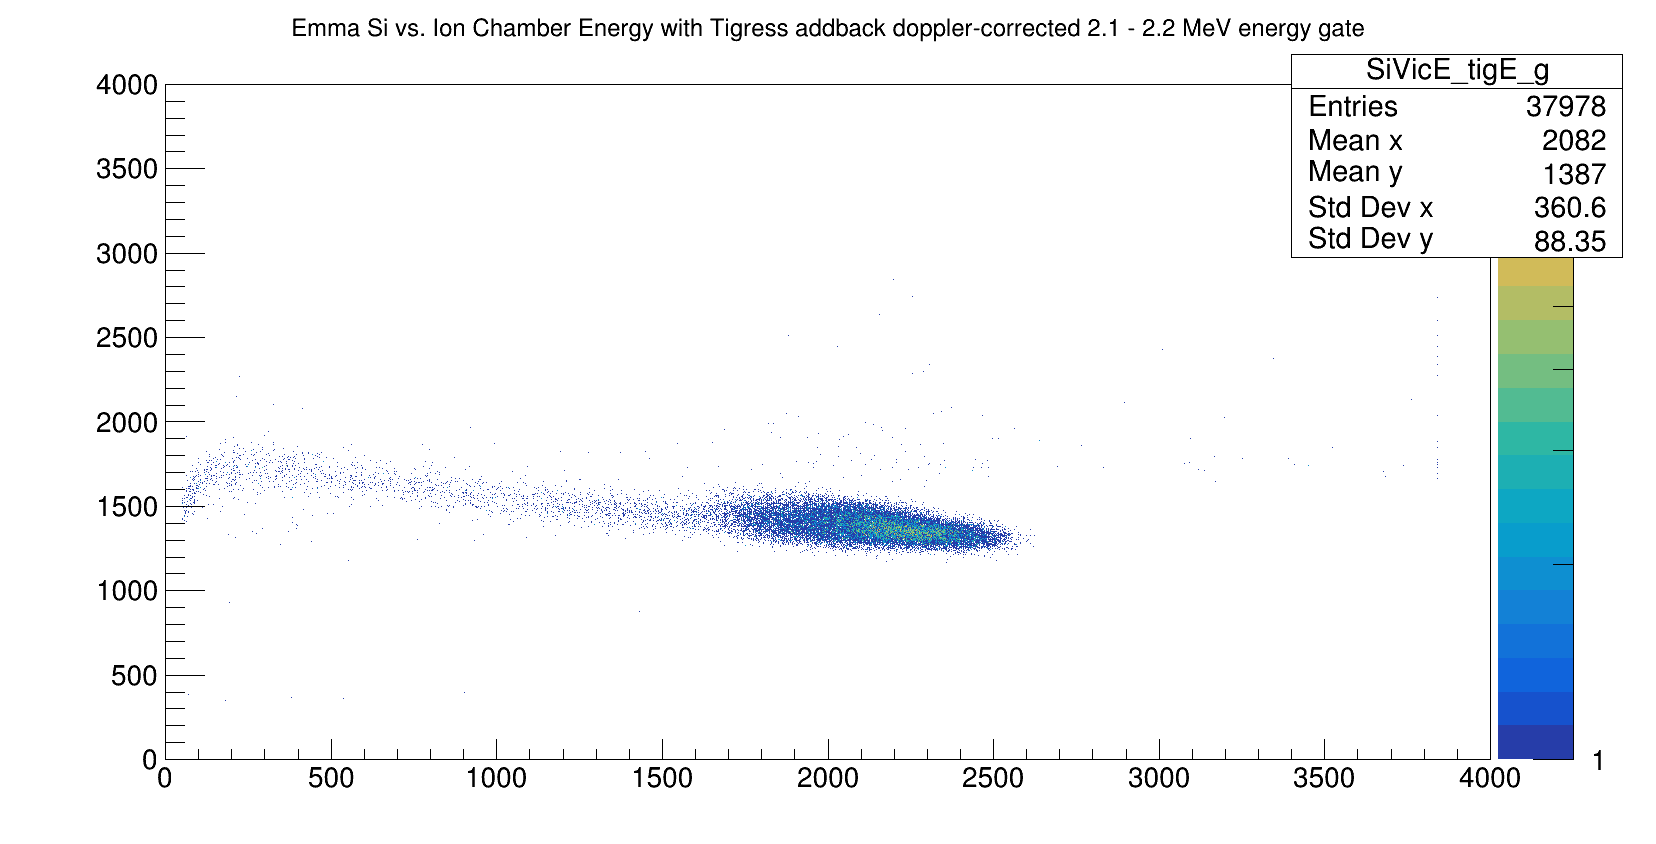 Emma Si vs. Ion Chamber Energy with Tigress addback doppler-corrected 2.1 - 2.2 MeV energy gate
SiVicE_tigE_g
Entries 37978
Mean x 2082
Mean y 1387
Std Dev x 360.6
Std Dev y 88.35
4000
3500
3000
2500
2000
1500
1000
500
0
0 500 1000 1500 2000 2500 3000 3500 4000
1